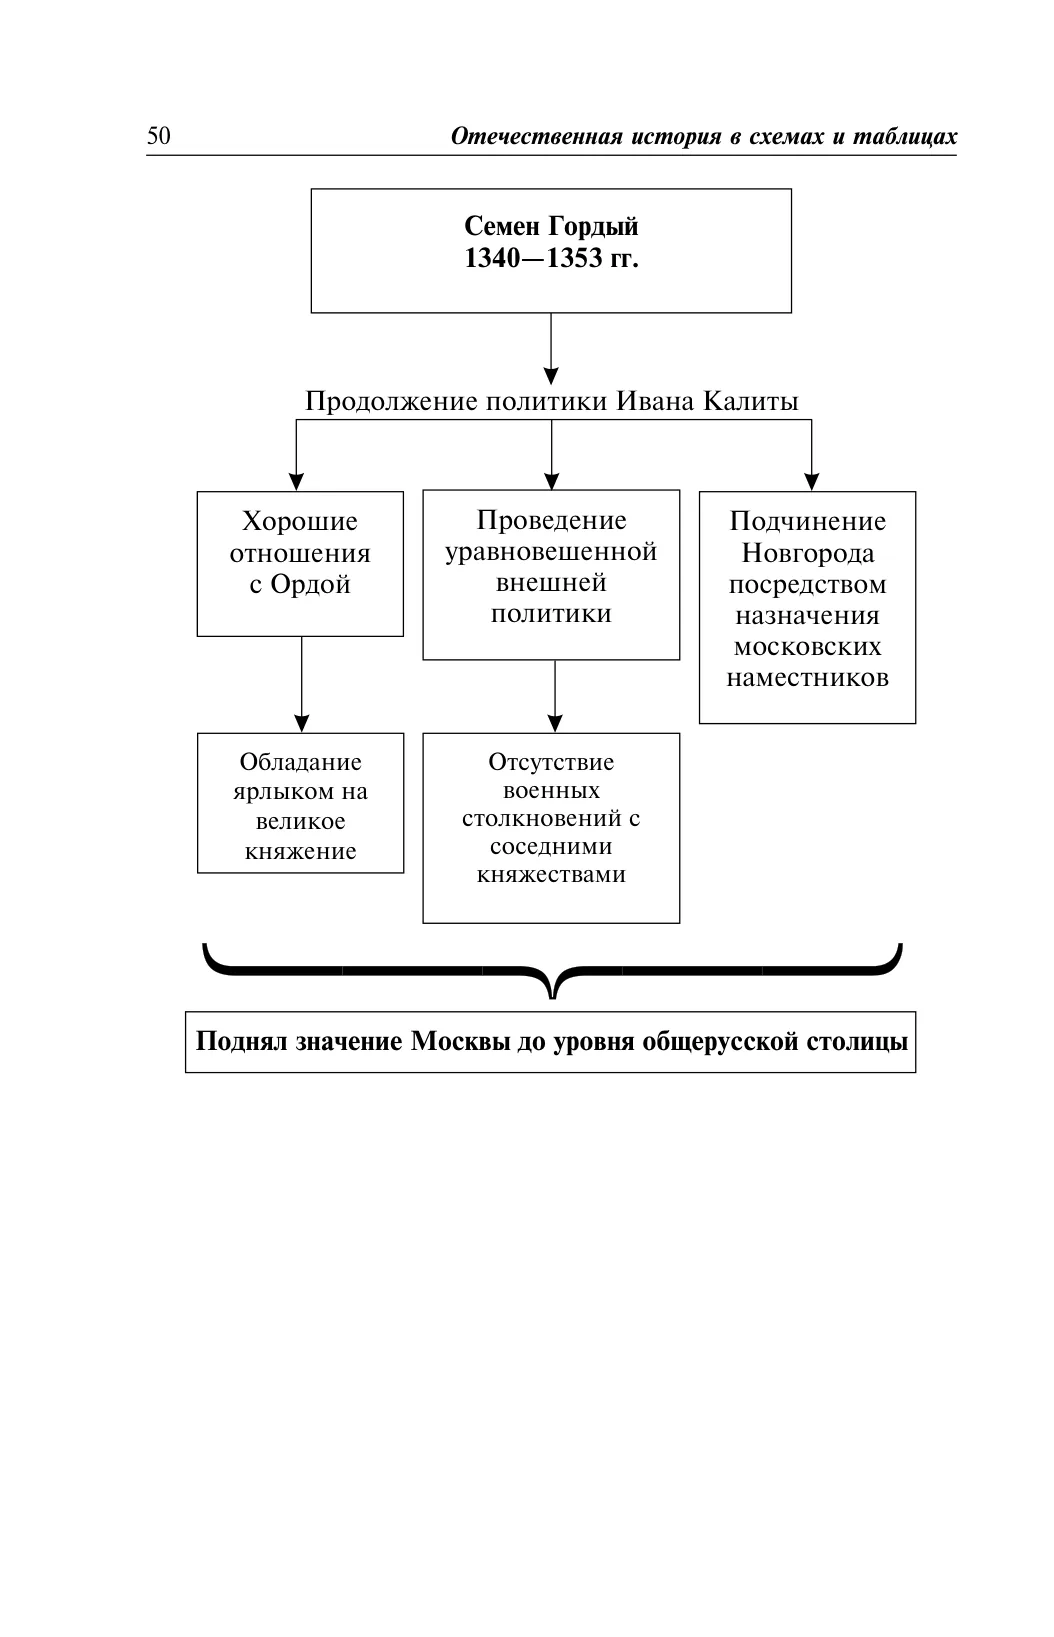 50
Отечественная история в схемах и таблицах
Семен Гордый
1340—1353 гг.
Продолжение политики Ивана Калиты
Хорошие
отношения
с Ордой
Проведение
уравновешенной
внешней
политики
Подчинение
Новгорода
посредством
назначения
московских
наместников
Обладание
ярлыком на
великое
княжение
Отсутствие
военных
столкновений с
соседними
княжествами
Поднял значение Москвы до уровня общерусской столицы